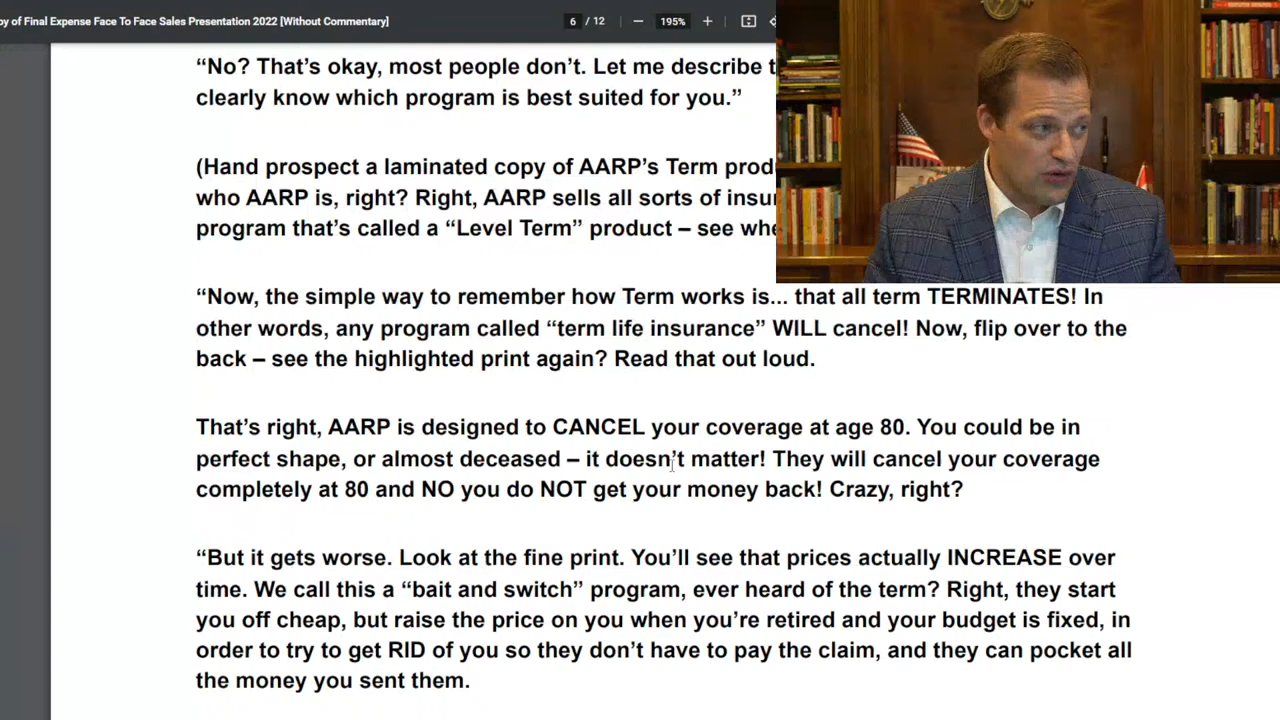 py of Final Expense Face To Face Sales Presentation 2022 [Without Commentary]
6 / 12
195%
“No? That’s okay, most people don’t. Let me describe
clearly know which program is best suited for you.”
(Hand prospect a laminated copy of AARP’s Term
who AARP is, right? Right, AARP sells all sorts of
program that’s called a “Level Term” product – see
“Now, the simple way to remember how Term works is... that all term TERMINATES! In
other words, any program called “term life insurance” WILL cancel! Now, flip over to the
back – see the highlighted print again? Read that out loud.
That’s right, AARP is designed to CANCEL your coverage at age 80. You could be in
perfect shape, or almost deceased – it doesn’t matter! They will cancel your coverage
completely at 80 and NO you do NOT get your money back! Crazy, right?
“But it gets worse. Look at the fine print. You’ll see that prices actually INCREASE over
time. We call this a “bait and switch” program, ever heard of the term? Right, they start
you off cheap, but raise the price on you when you’re retired and your budget is fixed, in
order to try to get RID of you so they don’t have to pay the claim, and they can pocket all
the money you sent them.